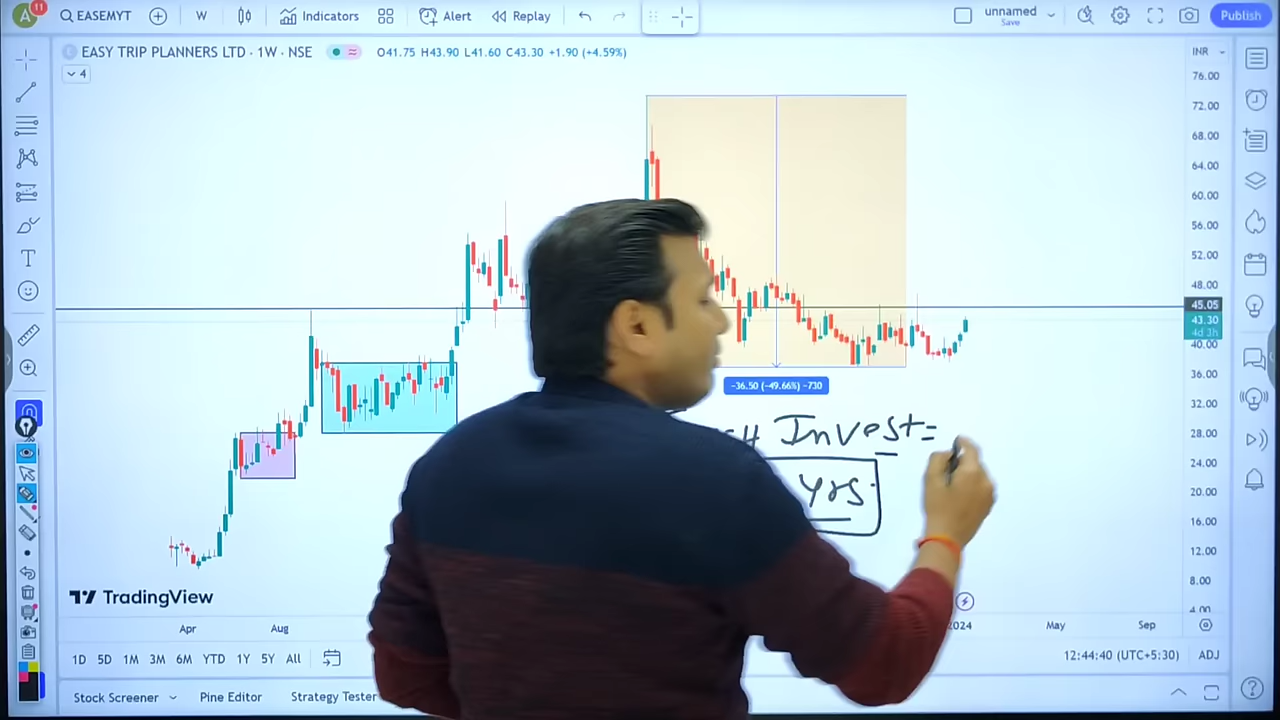 11
EASEMYT
W
Indicators
Alert
Replay
unnamed
Save
Publish
EASY TRIP PLANNERS LTD · 1W · NSE
O41.75 H43.90 L41.60 C43.30 +1.90 (+4.59%)
4
INR
76.00
72.00
68.00
64.00
60.00
56.00
52.00
48.00
45.05
43.30
4d 3h
40.00
36.00
32.00
28.00
24.00
20.00
16.00
12.00
8.00
4.00
−36.50 (−49.66%) −730
Invest=
yrs
TradingView
Apr
Aug
2024
May
Sep
1D 5D 1M 3M 6M YTD 1Y 5Y All
12:44:40 (UTC+5:30) ADJ
Stock Screener
Pine Editor
Strategy Tester